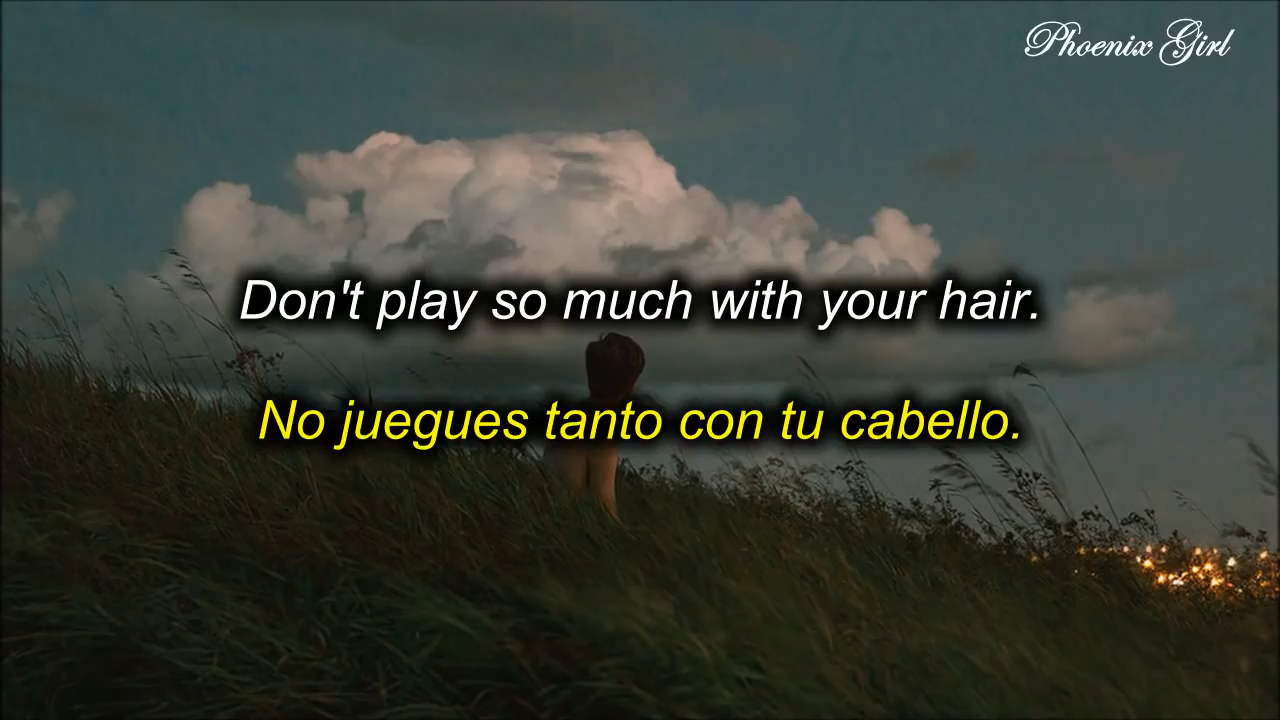 Phoenix Girl
Don't play so much with your hair.
No juegues tanto con tu cabello.